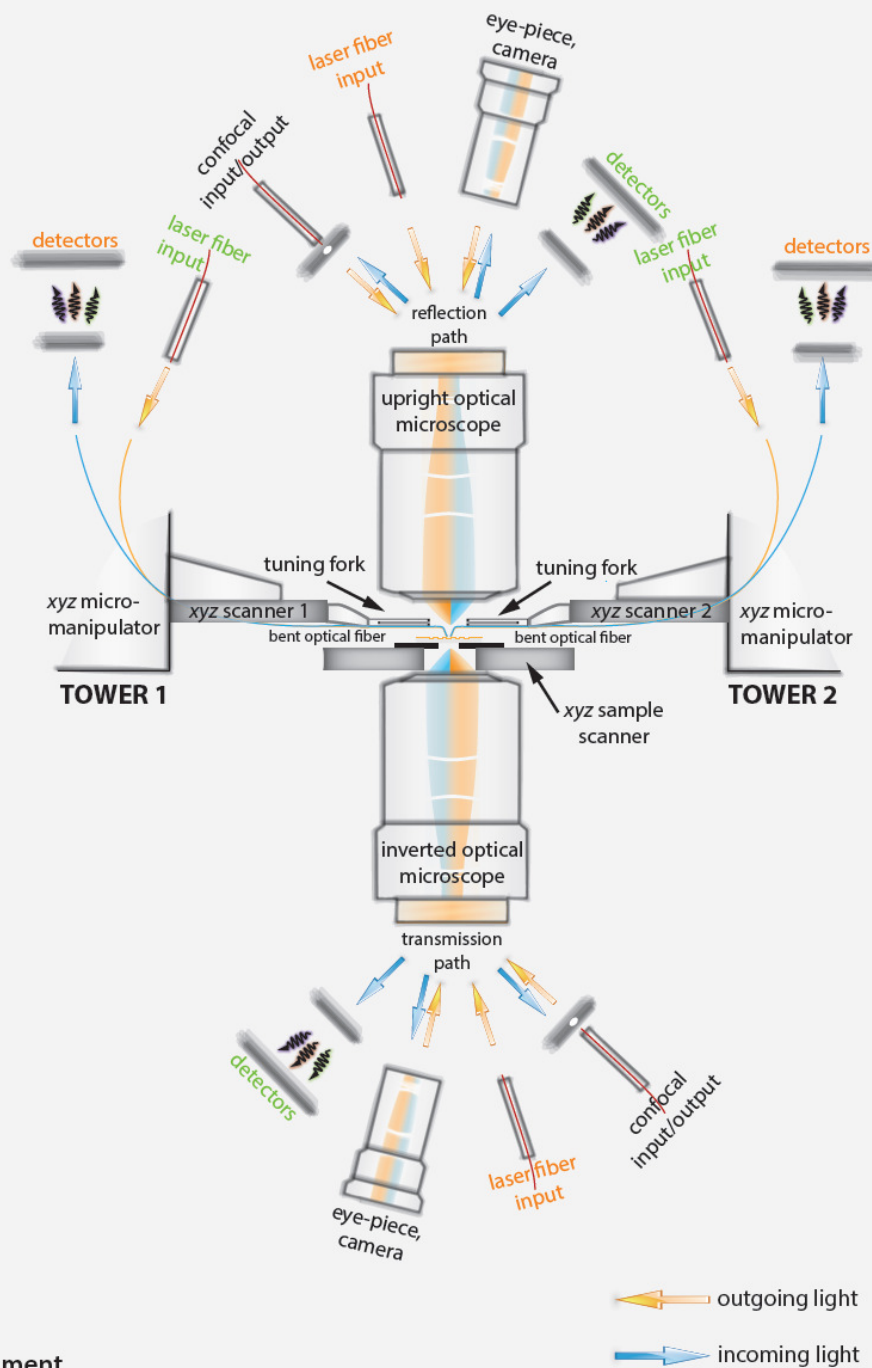 eye-piece,
camera
laser fiber
input
confocal
input/output
detectors
laser fiber
input
detectors
laser fiber
input
detectors
reflection
path
upright optical
microscope
tuning fork
tuning fork
xyz micro-
manipulator
xyz scanner 1
xyz scanner 2
xyz micro-
manipulator
bent optical fiber
bent optical fiber
TOWER 1
TOWER 2
xyz sample
scanner
inverted optical
microscope
transmission
path
detectors
eye-piece,
camera
laser fiber
input
confocal
input/output
outgoing light
incoming light
ment